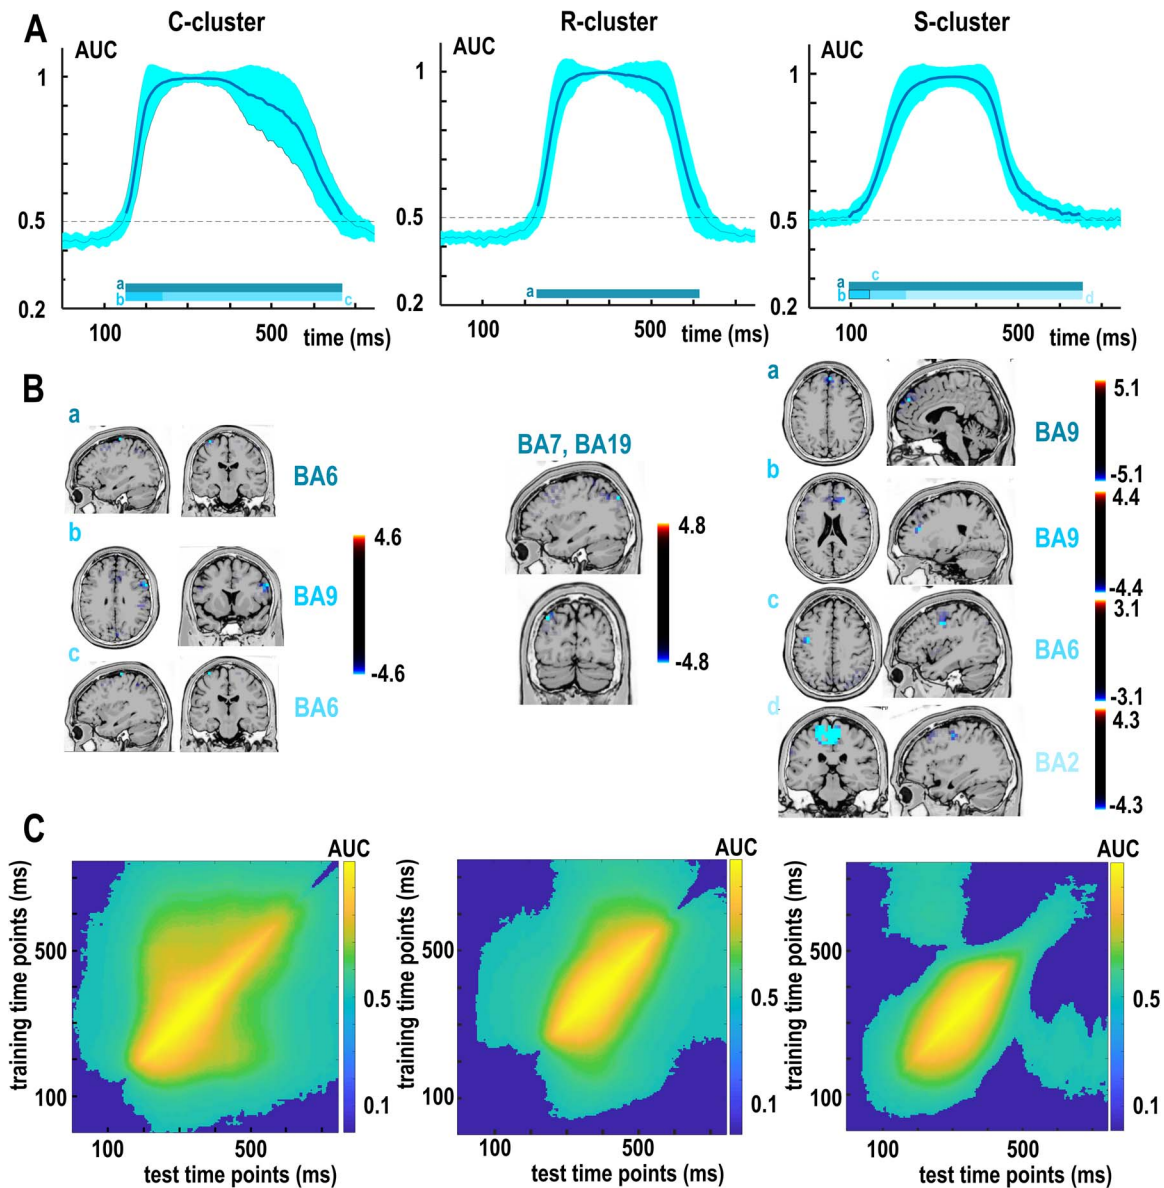 A
C-cluster
R-cluster
S-cluster
AUC
1
0.5
0.2
a
b
c
100
500
time (ms)
AUC
1
0.5
0.2
a
100
500
time (ms)
AUC
1
0.5
0.2
c
a
b
d
100
500
time (ms)
B
a
BA6
b
BA9
c
BA6
4.6
-4.6
BA7, BA19
4.8
-4.8
a
BA9
5.1
-5.1
b
BA9
4.4
-4.4
c
BA6
3.1
-3.1
d
BA2
4.3
-4.3
C
AUC
training time points (ms)
500
100
0.5
0.1
100
500
test time points (ms)
AUC
training time points (ms)
500
100
0.5
0.1
100
500
test time points (ms)
AUC
training time points (ms)
500
100
0.5
0.1
100
500
test time points (ms)